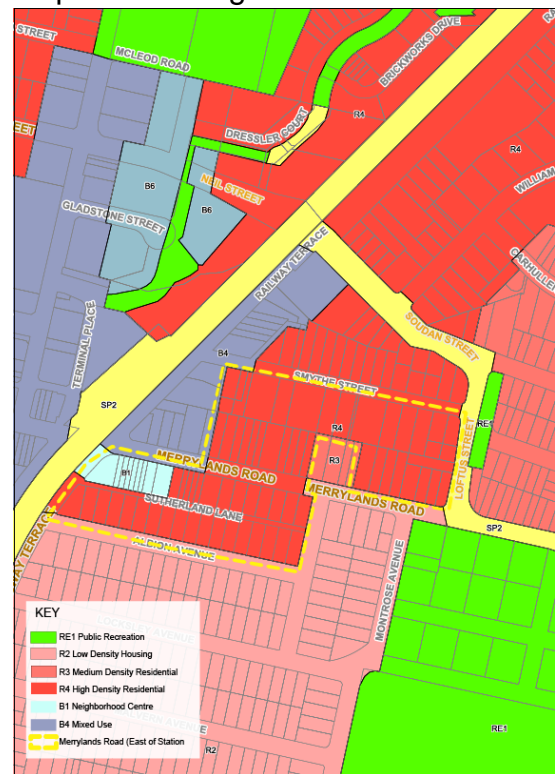 STREET
MCLEOD ROAD
BRICKWORKS DRIVE
R4
DRESSLER COURT
R4
WILLIAM
B6
NEIL STREET
B6
GLADSTONE STREET
CARHULLEN
RAILWAY TERRACE
SOUDAN STREET
TERMINAL PLACE
B4
SMYTHE STREET
SP2
R4
RE1
LOFTUS STREET
MERRYLANDS ROAD
R3
B1
MERRYLANDS ROAD
SUTHERLAND LANE
SP2
ALBION AVENUE
WAY TERRACE
MONTROSE AVENUE
KEY
RE1 Public Recreation
R2 Low Density Housing
R3 Medium Density Residential
R4 High Density Residential
B1 Neighborhood Centre
B4 Mixed Use
Merrylands Road (East of Station
AVENUE
RE1
R2